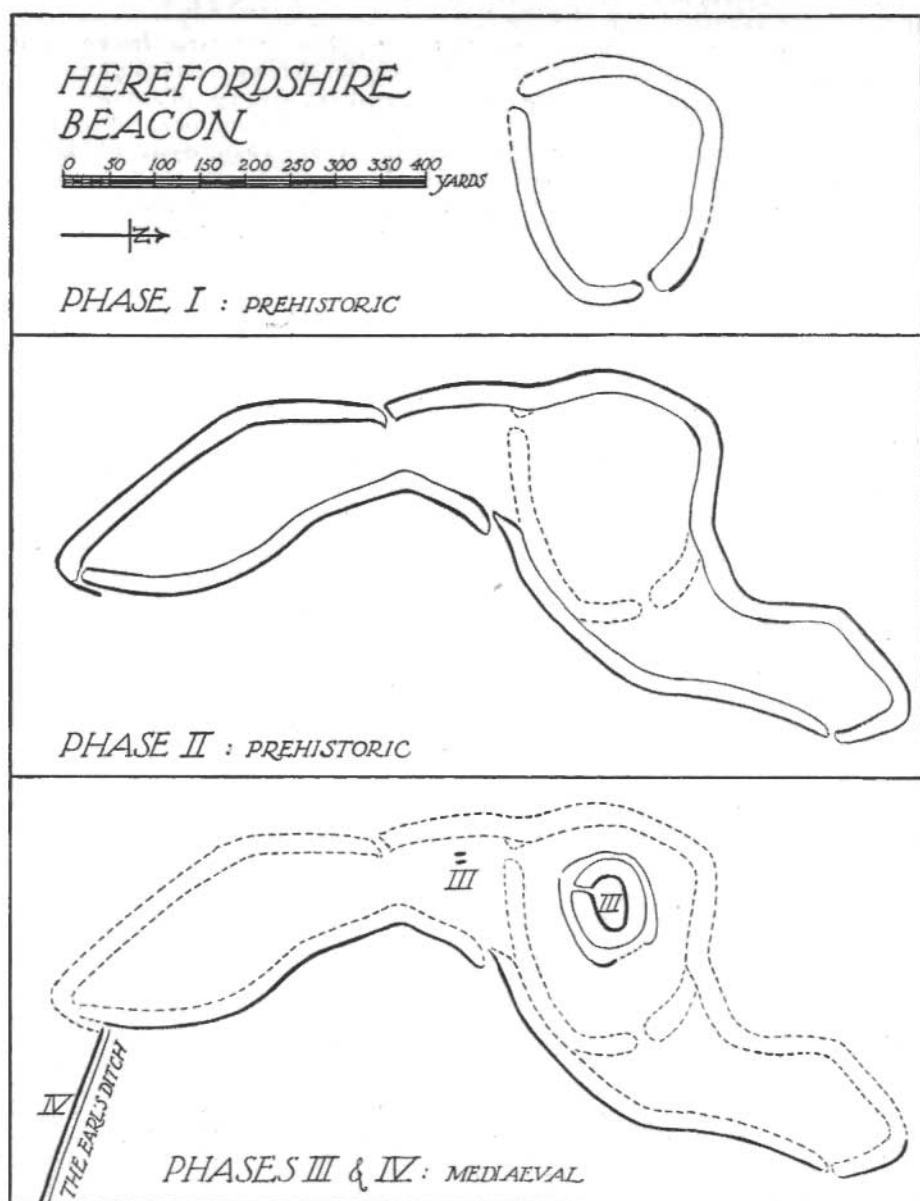 HEREFORDSHIRE
BEACON
0 50 100 150 200 250 300 350 400
YARDS
N
PHASE I : PREHISTORIC
PHASE II : PREHISTORIC
III
III
IV
THE EARL'S DITCH
PHASES III & IV : MEDIAEVAL